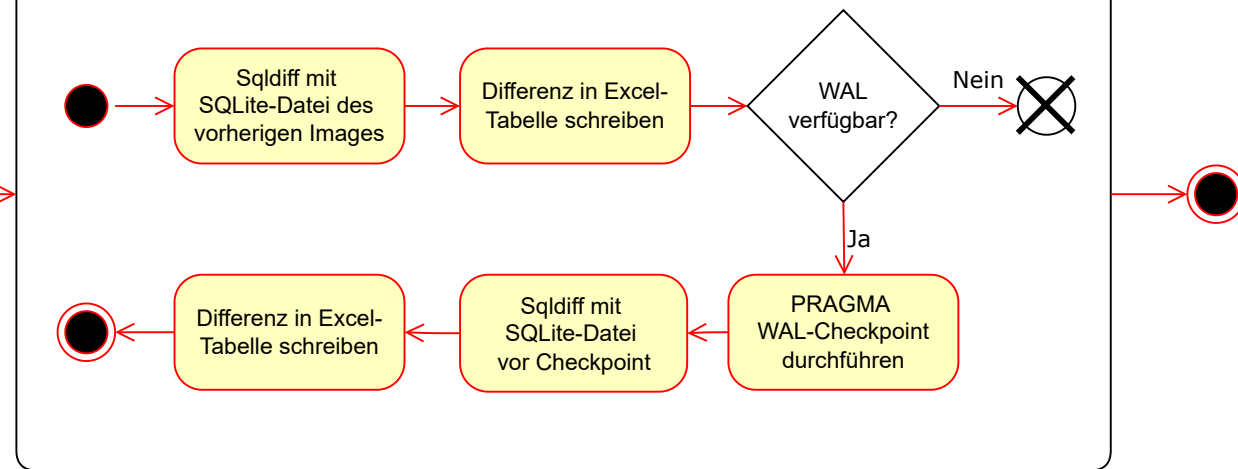 Sqldiff mit
SQLite-Datei des
vorherigen Images
Differenz in Excel-
Tabelle schreiben
WAL
verfügbar?
Nein
Ja
PRAGMA
WAL-Checkpoint
durchführen
Sqldiff mit
SQLite-Datei
vor Checkpoint
Differenz in Excel-
Tabelle schreiben